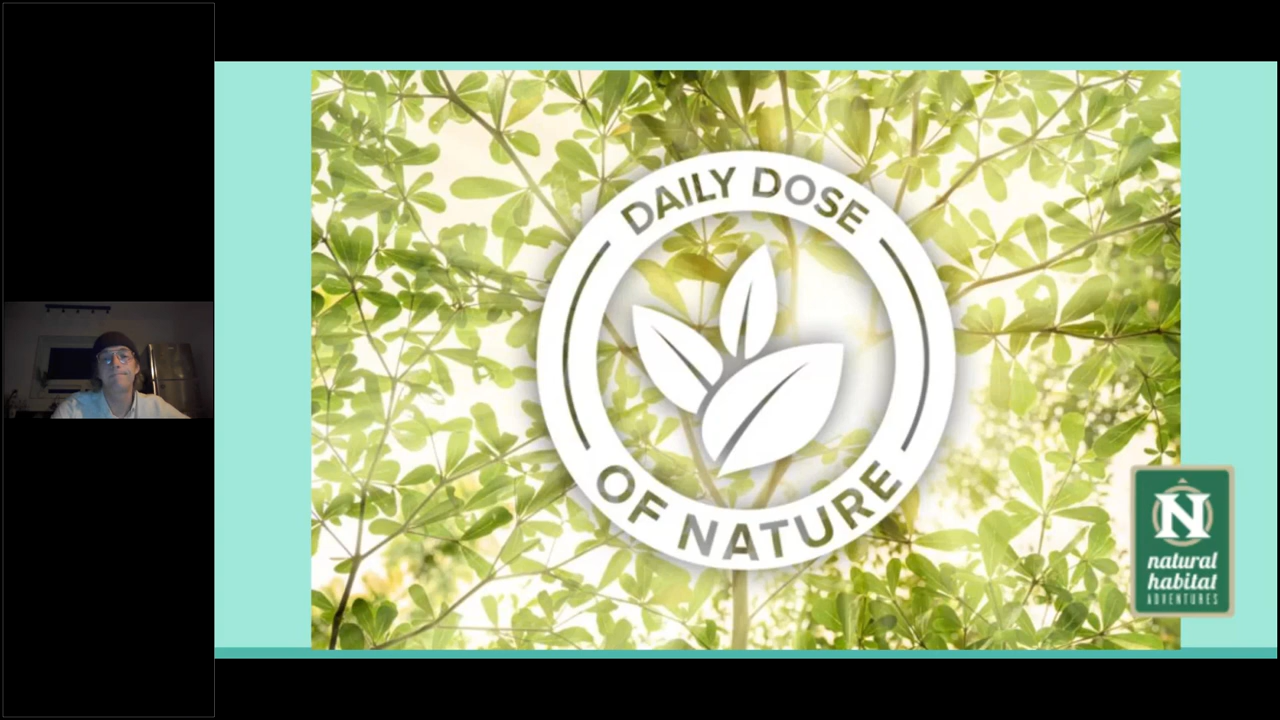 DAILY DOSE
OF NATURE
N
natural
habitat
ADVENTURES